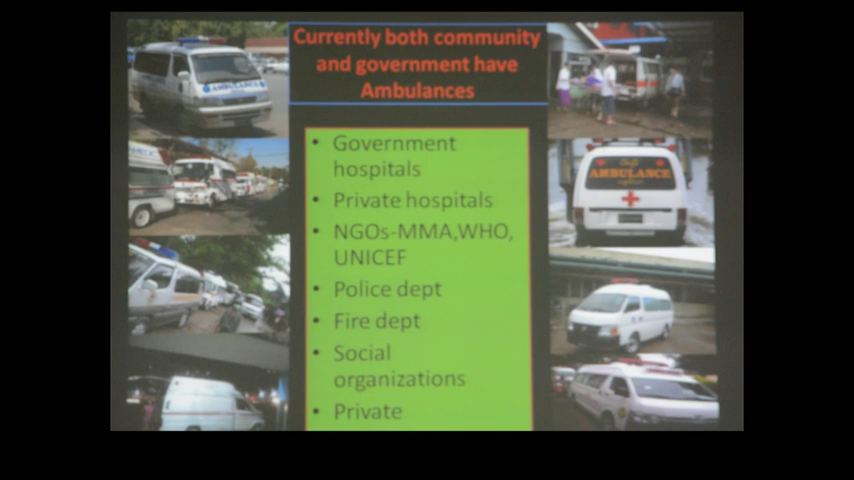 Currently both community
and government have
Ambulances
• Government
hospitals
• Private hospitals
• NGOs-MMA,WHO,
UNICEF
• Police dept
• Fire dept
• Social
organizations
• Private
AMBULANCE
AMBULANCE